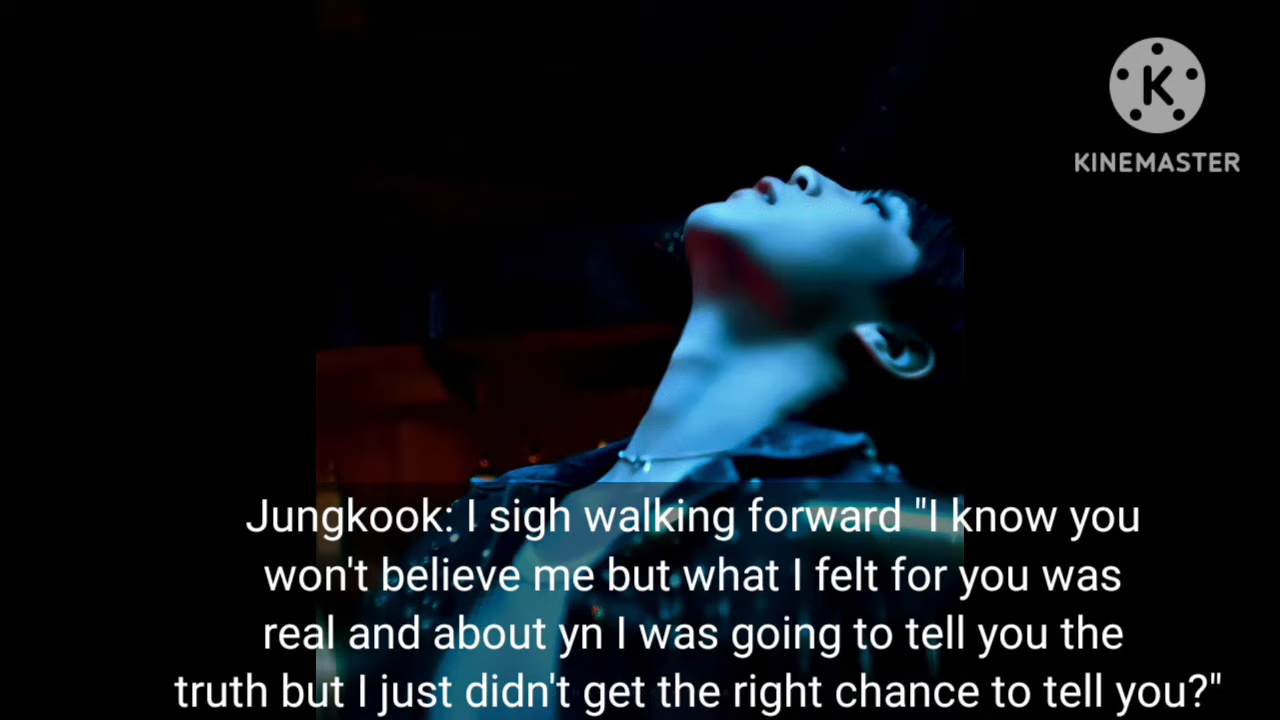 K
KINEMASTER
Jungkook: I sigh walking forward "I know you
won't believe me but what I felt for you was
real and about yn I was going to tell you the
truth but I just didn't get the right chance to tell you?"